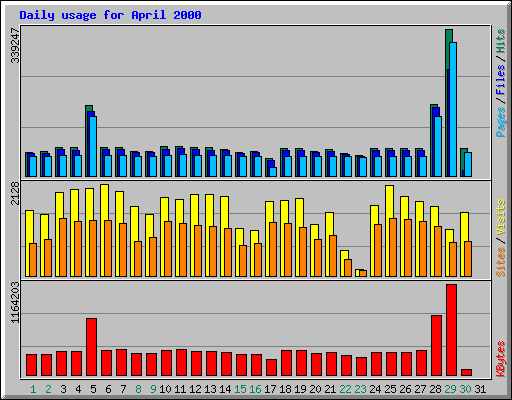 Daily usage for April 2000
339247
Pages / Files / Hits
2128
Sites / Visits
1164203
KBytes
1 2 3 4 5 6 7 8 9 10 11 12 13 14 15 16 17 18 19 20 21 22 23 24 25 26 27 28 29 30 31